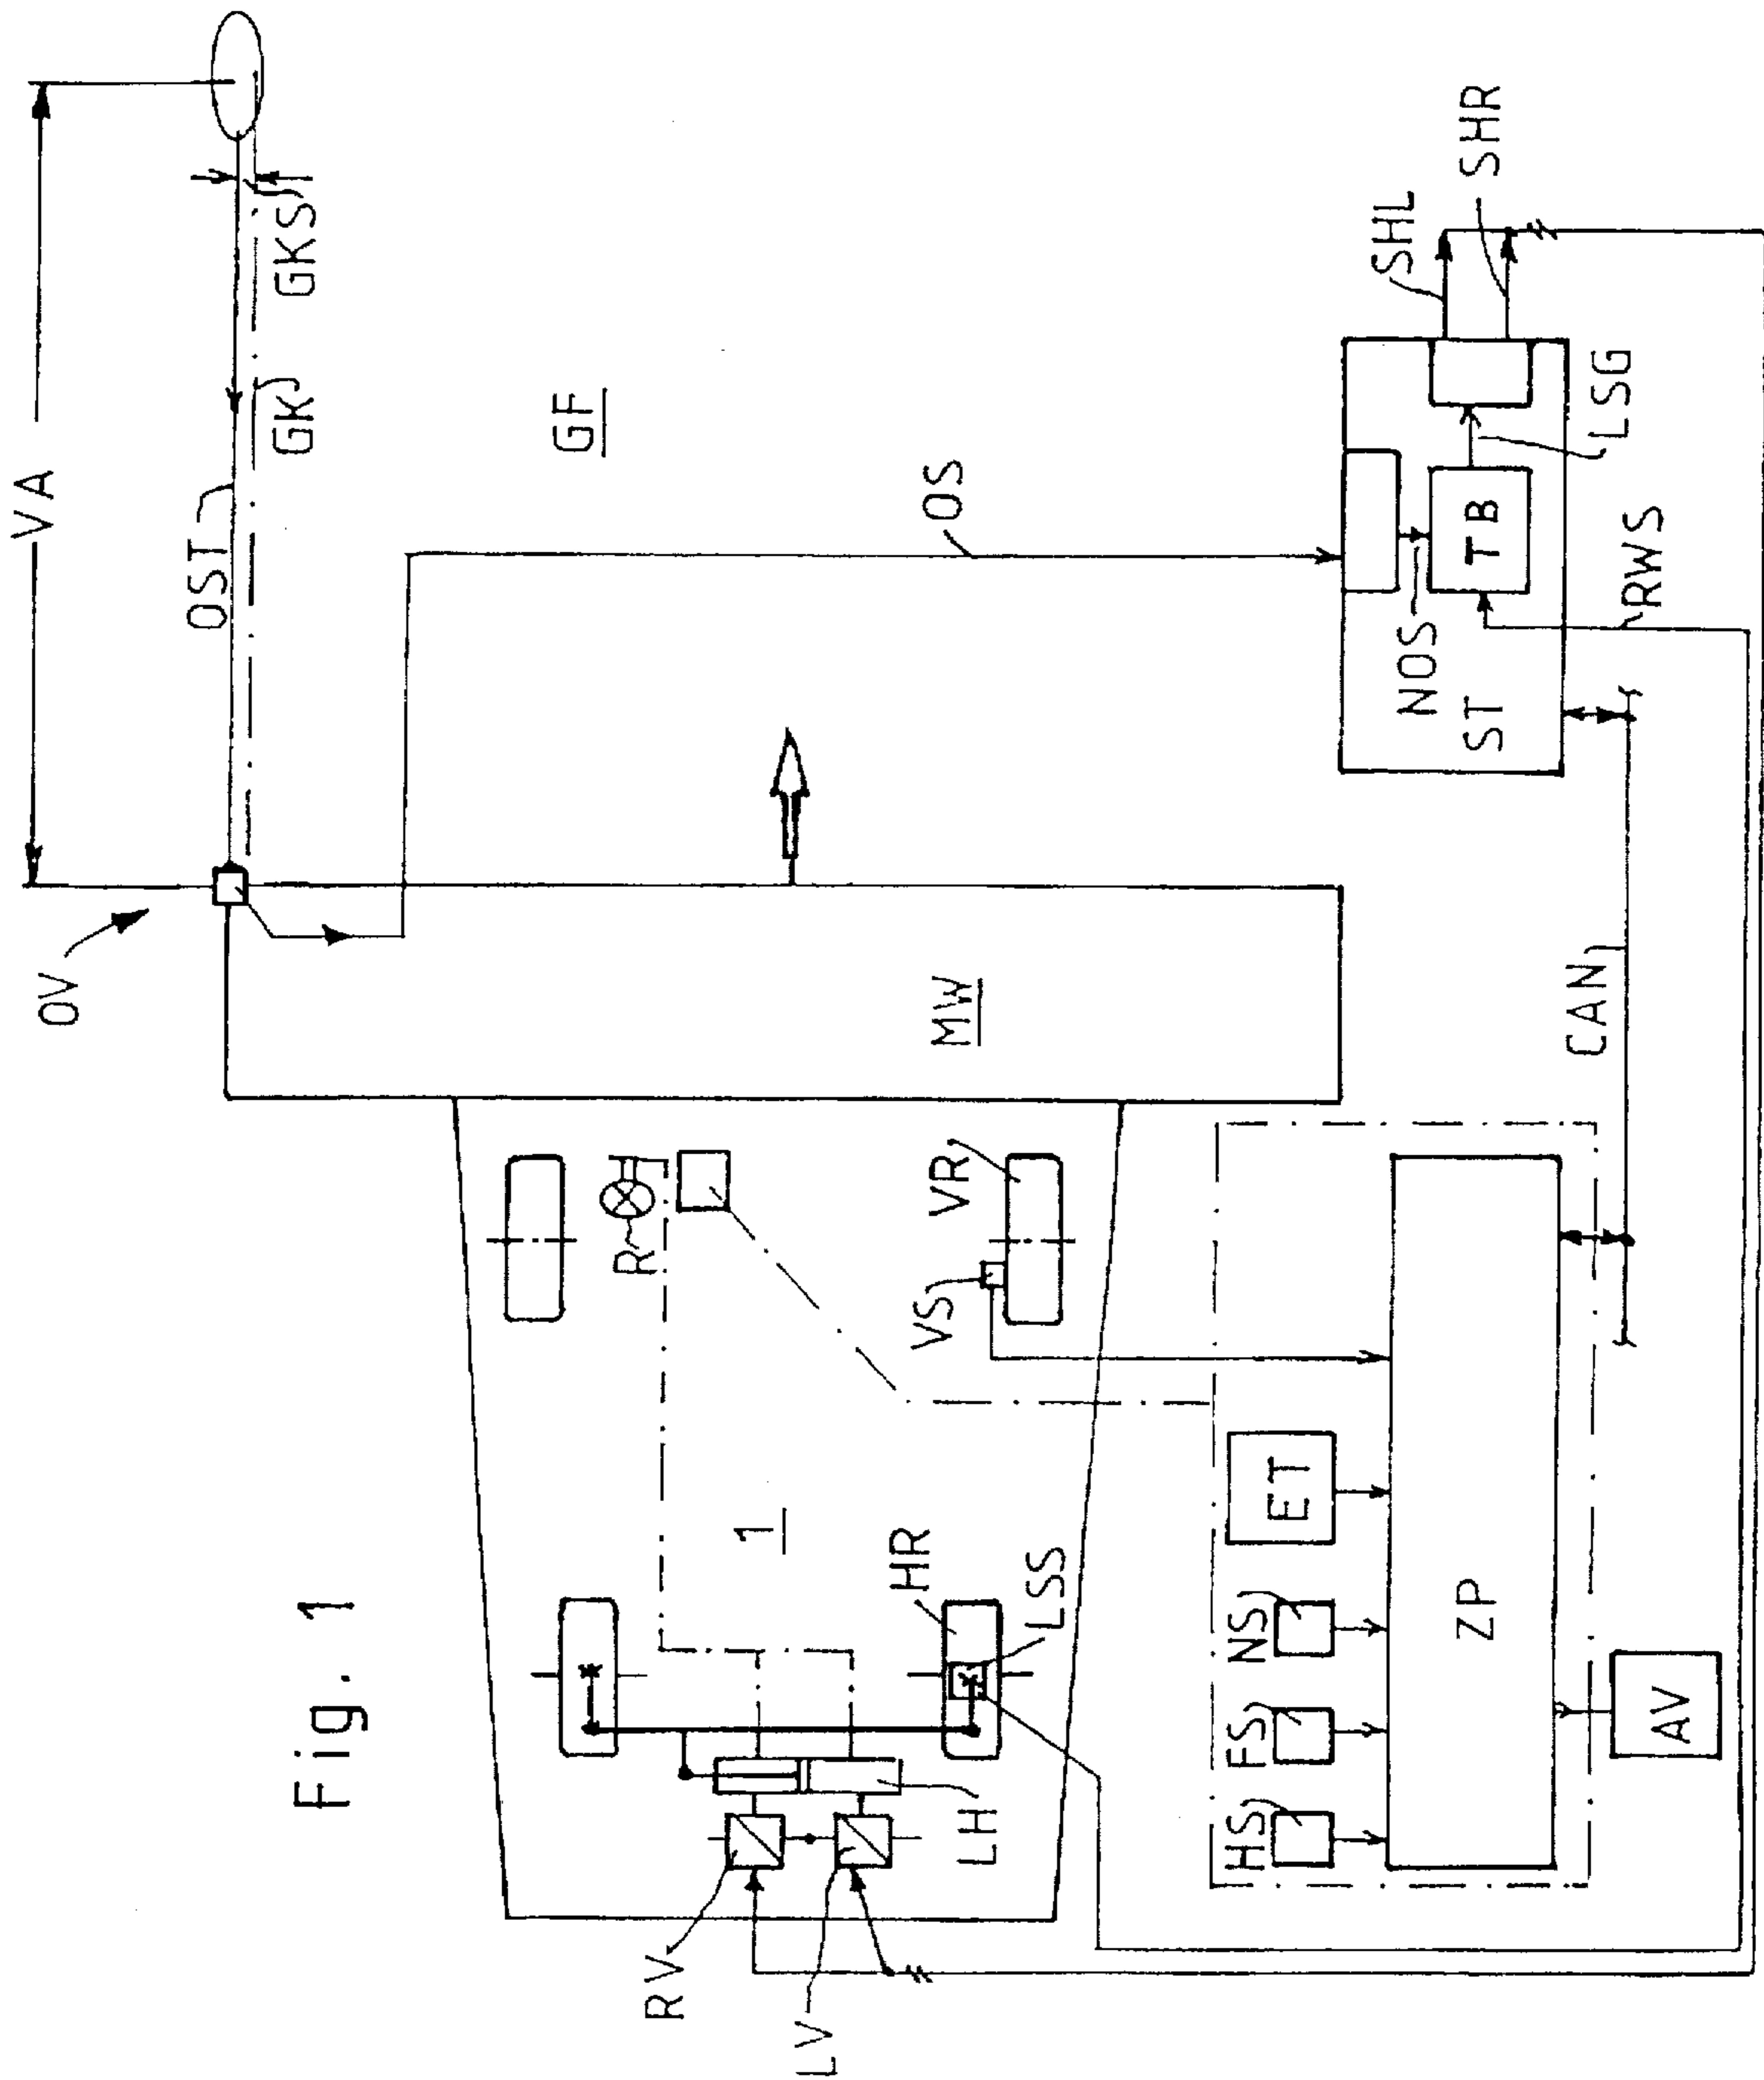 Fig. 1
VA
OV
OST
GK
GKS
GF
OS
MW
1
R
VR
VS
HR
LSS
LH
RV
LV
SHL
SHR
NOS
TB
ST
LSG
RWS
CAN
HS
FS
NS
ET
ZP
AV